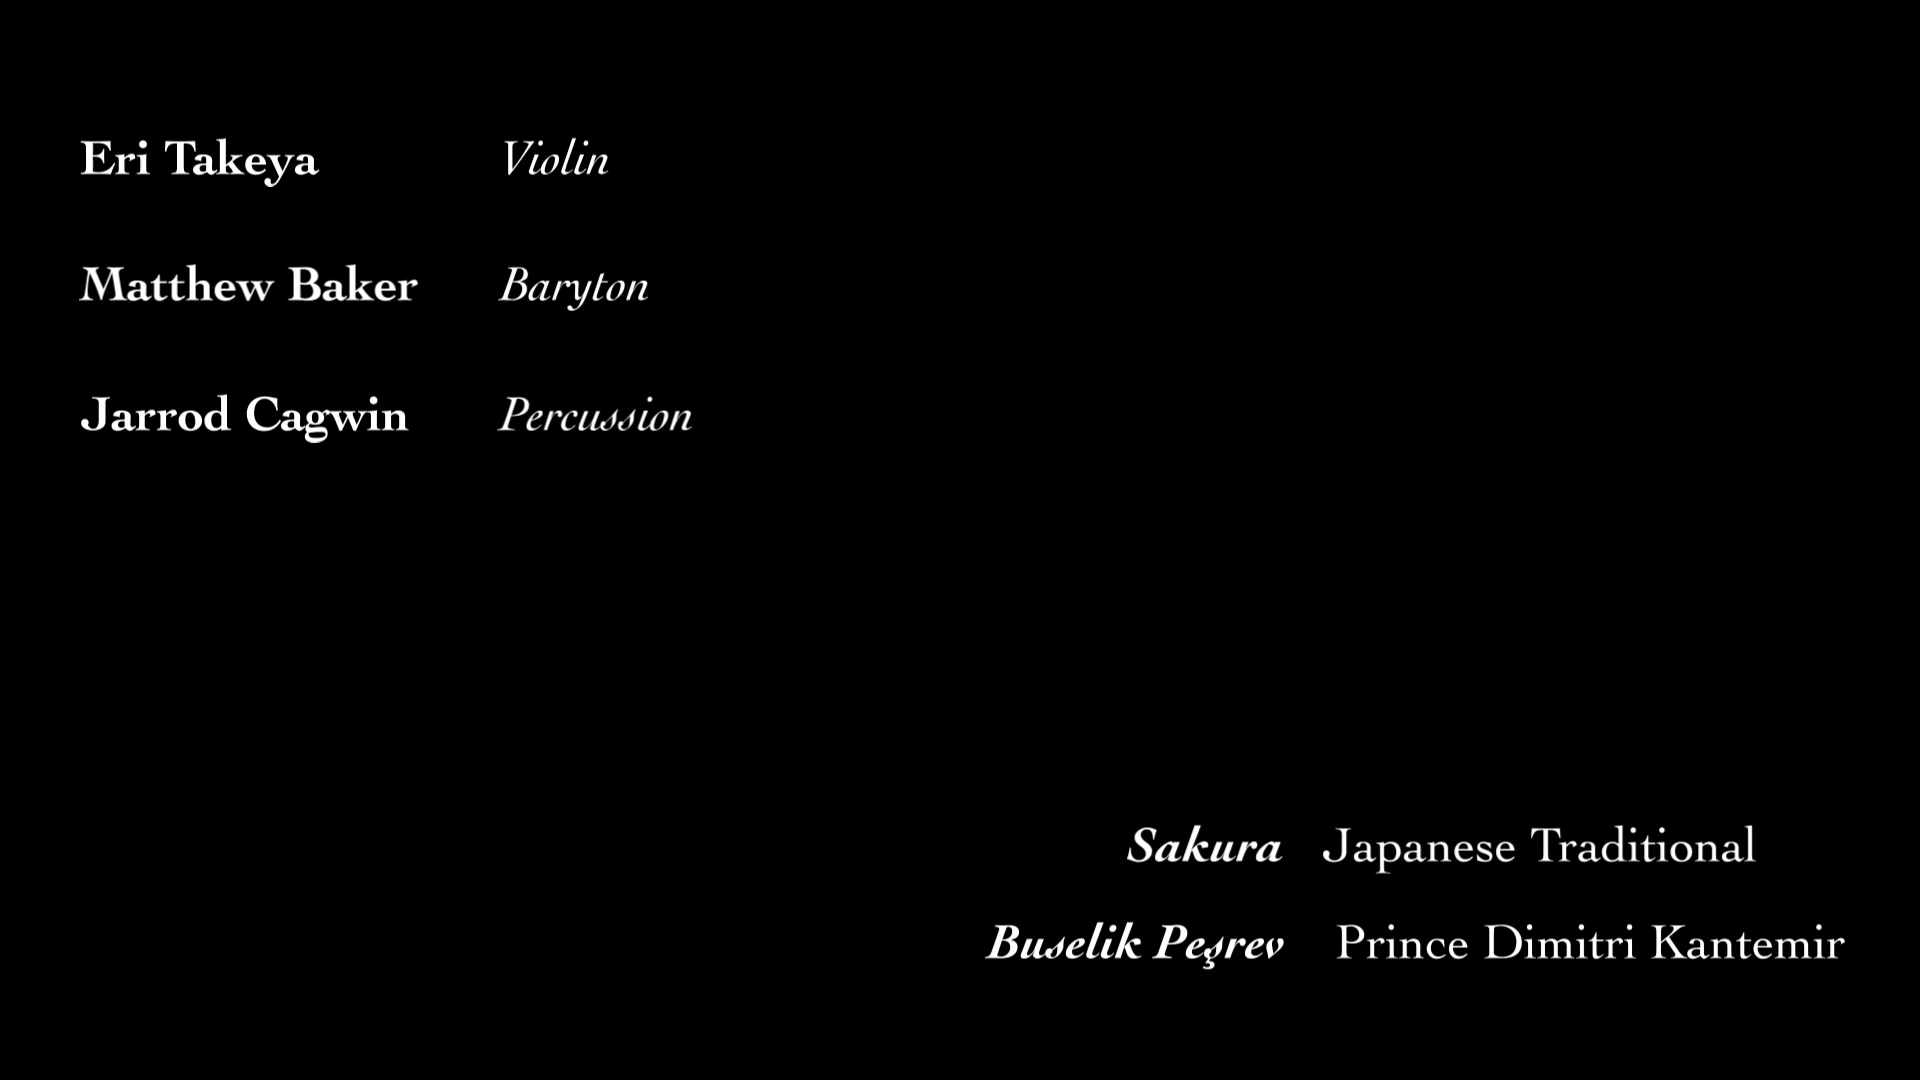 Eri Takeya Violin
Matthew Baker Baryton
Jarrod Cagwin Percussion
Sakura Japanese Traditional
Buselik Peşrev Prince Dimitri Kantemir